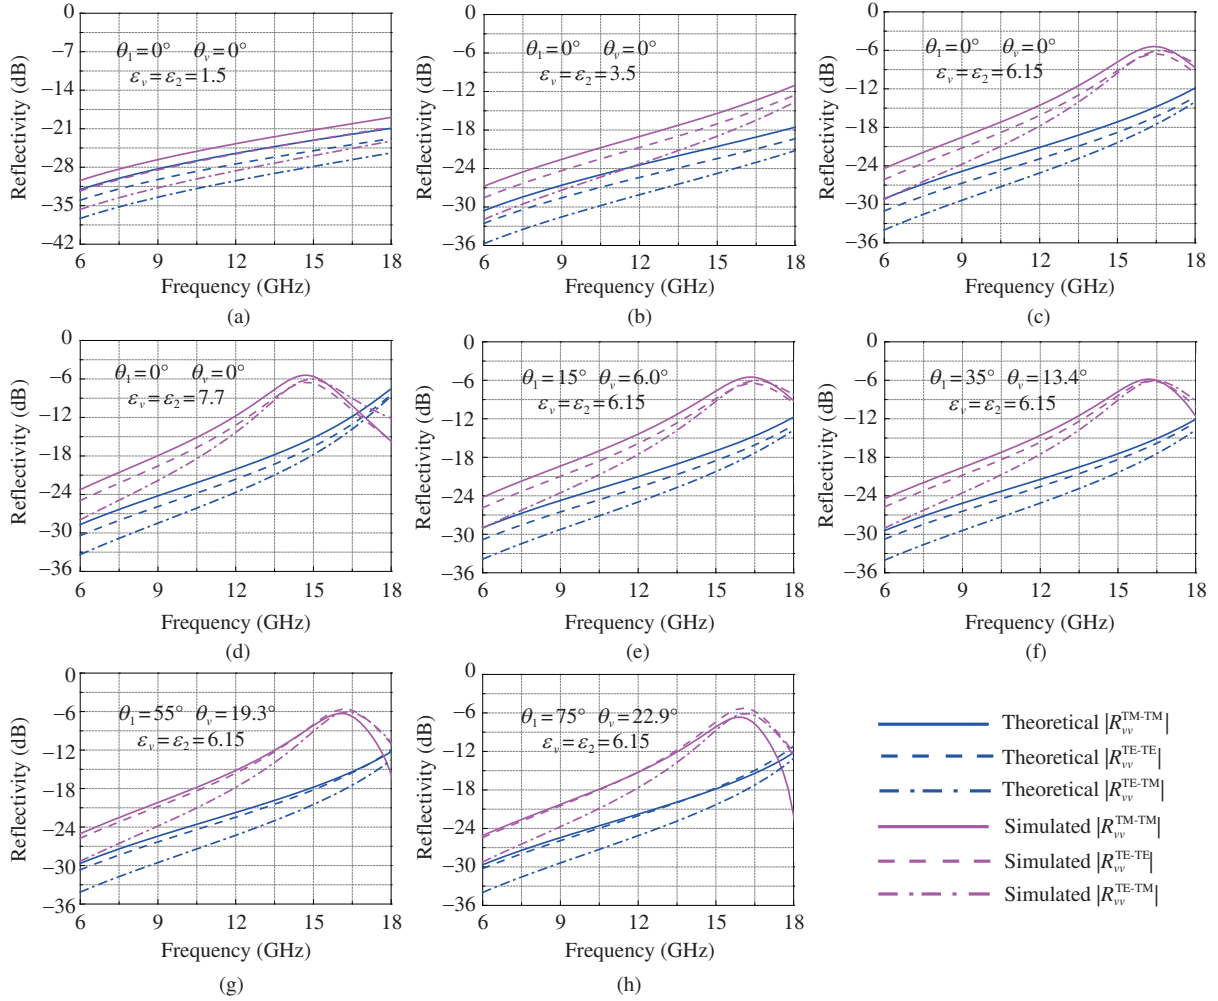 0
−7
−14
−21
−28
−35
−42
Reflectivity (dB)
θ1=0° θv=0°
εv=ε2=1.5
6 9 12 15 18
Frequency (GHz)
(a)
0
−6
−12
−18
−24
−30
−36
Reflectivity (dB)
θ1=0° θv=0°
εv=ε2=3.5
6 9 12 15 18
Frequency (GHz)
(b)
0
−6
−12
−18
−24
−30
−36
Reflectivity (dB)
θ1=0° θv=0°
εv=ε2=6.15
6 9 12 15 18
Frequency (GHz)
(c)
0
−6
−12
−18
−24
−30
−36
Reflectivity (dB)
θ1=0° θv=0°
εv=ε2=7.7
6 9 12 15 18
Frequency (GHz)
(d)
0
−6
−12
−18
−24
−30
−36
Reflectivity (dB)
θ1=15° θv=6.0°
εv=ε2=6.15
6 9 12 15 18
Frequency (GHz)
(e)
0
−6
−12
−18
−24
−30
−36
Reflectivity (dB)
θ1=35° θv=13.4°
εv=ε2=6.15
6 9 12 15 18
Frequency (GHz)
(f)
0
−6
−12
−18
−24
−30
−36
Reflectivity (dB)
θ1=55° θv=19.3°
εv=ε2=6.15
6 9 12 15 18
Frequency (GHz)
(g)
0
−6
−12
−18
−24
−30
−36
Reflectivity (dB)
θ1=75° θv=22.9°
εv=ε2=6.15
6 9 12 15 18
Frequency (GHz)
(h)
Theoretical |Rvv TM-TM|
Theoretical |Rvv TE-TE|
Theoretical |Rvv TE-TM|
Simulated |Rvv TM-TM|
Simulated |Rvv TE-TE|
Simulated |Rvv TE-TM|